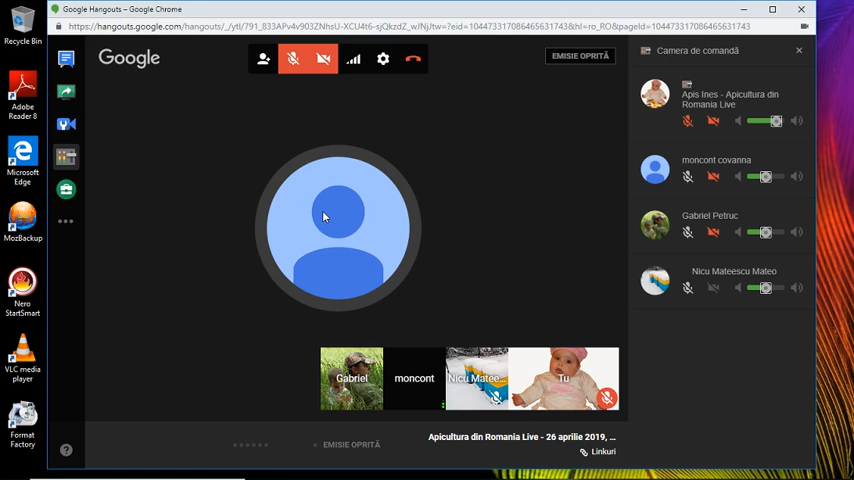 Google Hangouts - Google Chrome
https://hangouts.google.com/hangouts/_/ytl/791_833APv4v903ZNhsU-XCU4t6-sjQkzdZ_wJNjJtw=?eid=104473317086465631743&hl=ro_RO&pageId=104473317086465631743
Recycle Bin
Adobe
Reader 8
Microsoft
Edge
MozBackup
Nero
StartSmart
VLC media
player
Format
Factory
Google
EMISIE OPRITĂ
Camera de comandă
Apis Ines - Apicultura din
Romania Live
moncont covanna
Gabriel Petruc
Nicu Mateescu Mateo
Gabriel
moncont
Nicu Matee...
Tu
EMISIE OPRITĂ
Apicultura din Romania Live - 26 aprilie 2019, ...
Linkuri